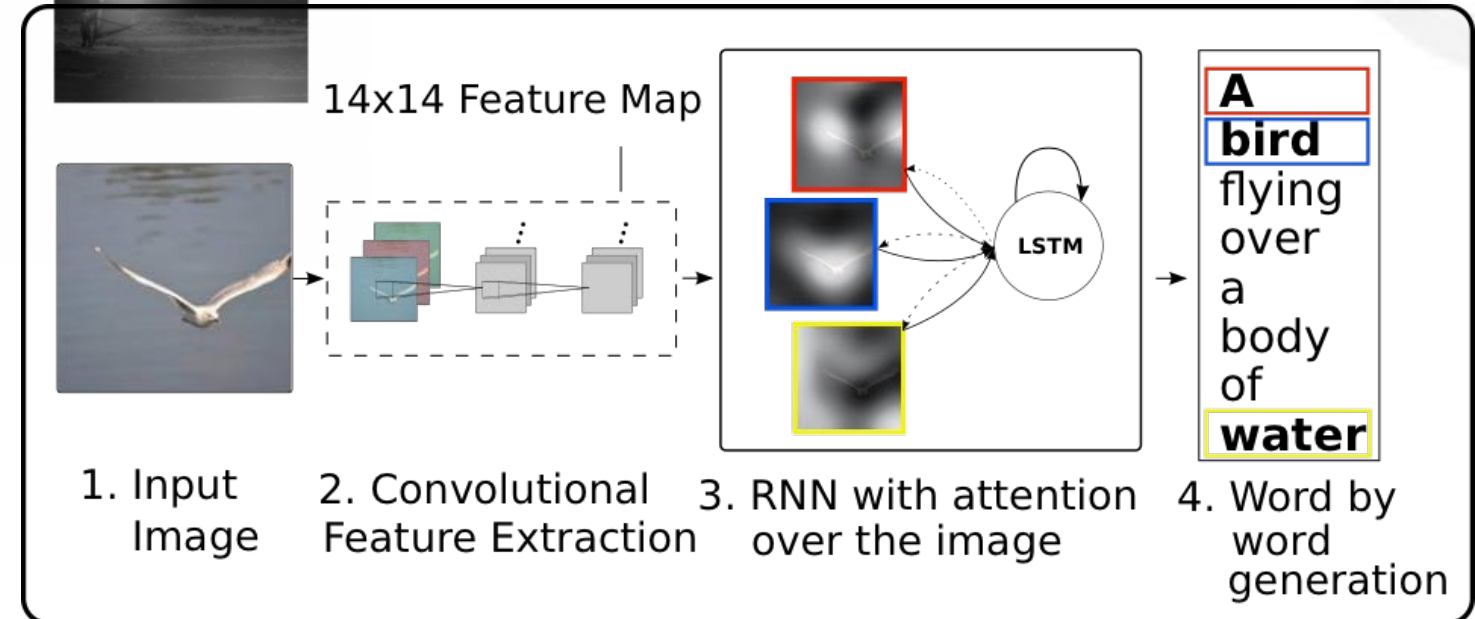 14x14 Feature Map
LSTM
A
bird
flying
over
a
body
of
water
1. Input
Image
2. Convolutional
Feature Extraction
3. RNN with attention
over the image
4. Word by
word
generation